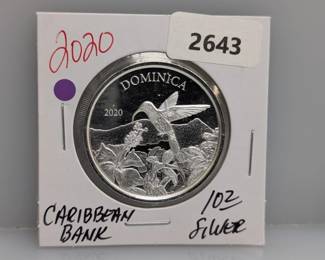 2020
2643
DOMINICA
2020
CARIBBEAN
BANK
1OZ
SILVER